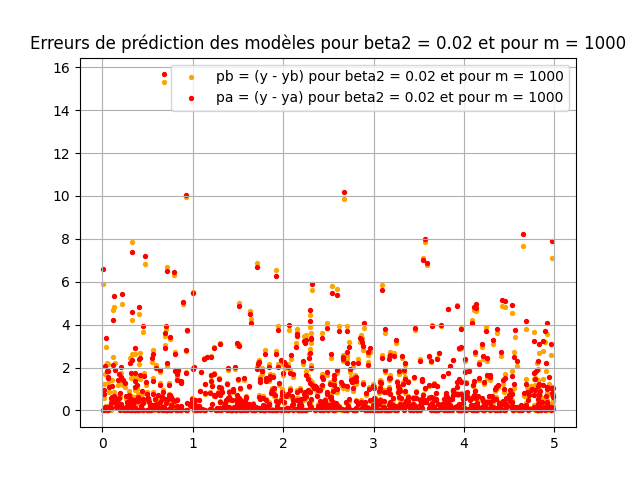 Erreurs de prédiction des modèles pour beta2 = 0.02 et pour m = 1000
pb = (y - yb) pour beta2 = 0.02 et pour m = 1000
pa = (y - ya) pour beta2 = 0.02 et pour m = 1000
16
14
12
10
8
6
4
2
0
0 1 2 3 4 5